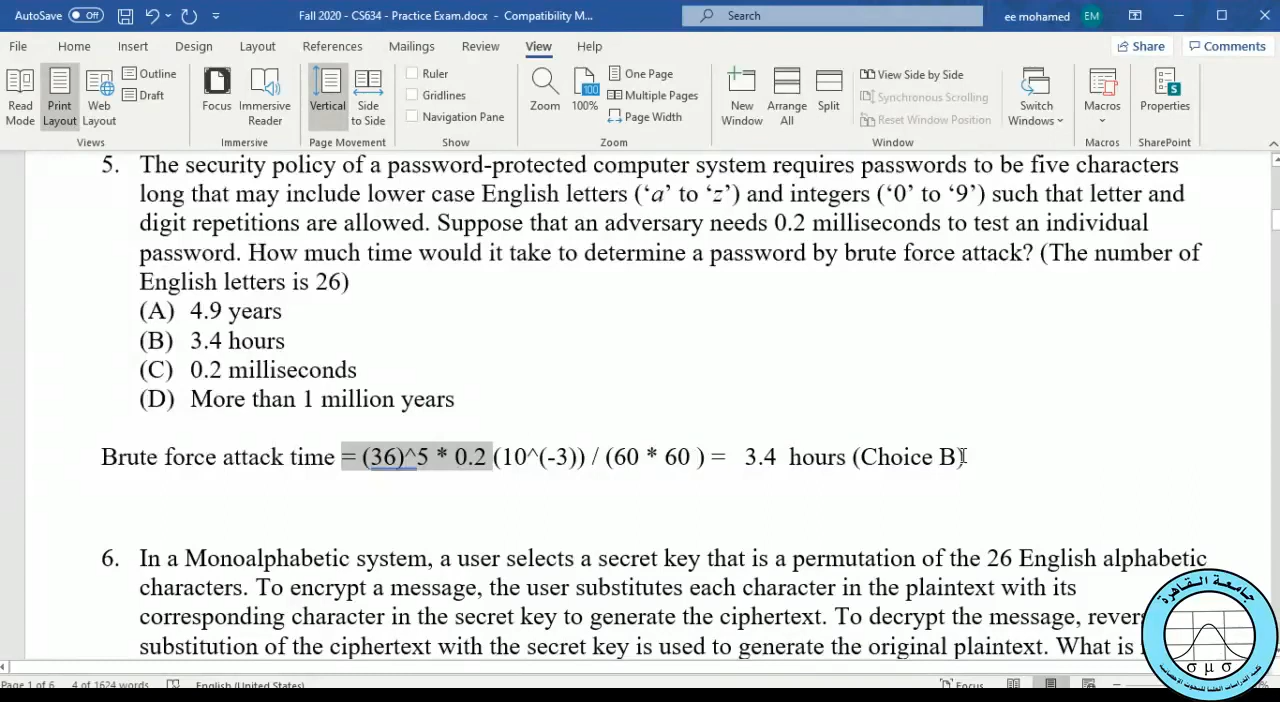 AutoSave Off Fall 2020 - CS634 - Practice Exam.docx - Compatibility M... Search ee mohamed EM
File Home Insert Design Layout References Mailings Review View Help Share Comments
Read Mode
Print Layout
Web Layout
Outline
Draft
Views
Focus
Immersive Reader
Immersive
Vertical
Side to Side
Page Movement
Ruler
Gridlines
Navigation Pane
Show
Zoom
100%
One Page
Multiple Pages
Page Width
Zoom
New Window
Arrange All
Split
View Side by Side
Synchronous Scrolling
Reset Window Position
Switch Windows
Window
Macros
Macros
Properties
SharePoint
5. The security policy of a password-protected computer system requires passwords to be five characters
long that may include lower case English letters (‘a’ to ‘z’) and integers (‘0’ to ‘9’) such that letter and
digit repetitions are allowed. Suppose that an adversary needs 0.2 milliseconds to test an individual
password. How much time would it take to determine a password by brute force attack? (The number of
English letters is 26)
(A) 4.9 years
(B) 3.4 hours
(C) 0.2 milliseconds
(D) More than 1 million years
Brute force attack time = (36)^5 * 0.2 (10^(-3)) / (60 * 60 ) = 3.4 hours (Choice B)
6. In a Monoalphabetic system, a user selects a secret key that is a permutation of the 26 English alphabetic
characters. To encrypt a message, the user substitutes each character in the plaintext with its
corresponding character in the secret key to generate the ciphertext. To decrypt the message, rever
substitution of the ciphertext with the secret key is used to generate the original plaintext. What is
Page 1 of 6 4 of 1624 words English (United States) Focus
جامعة القاهرة
σ μ σ